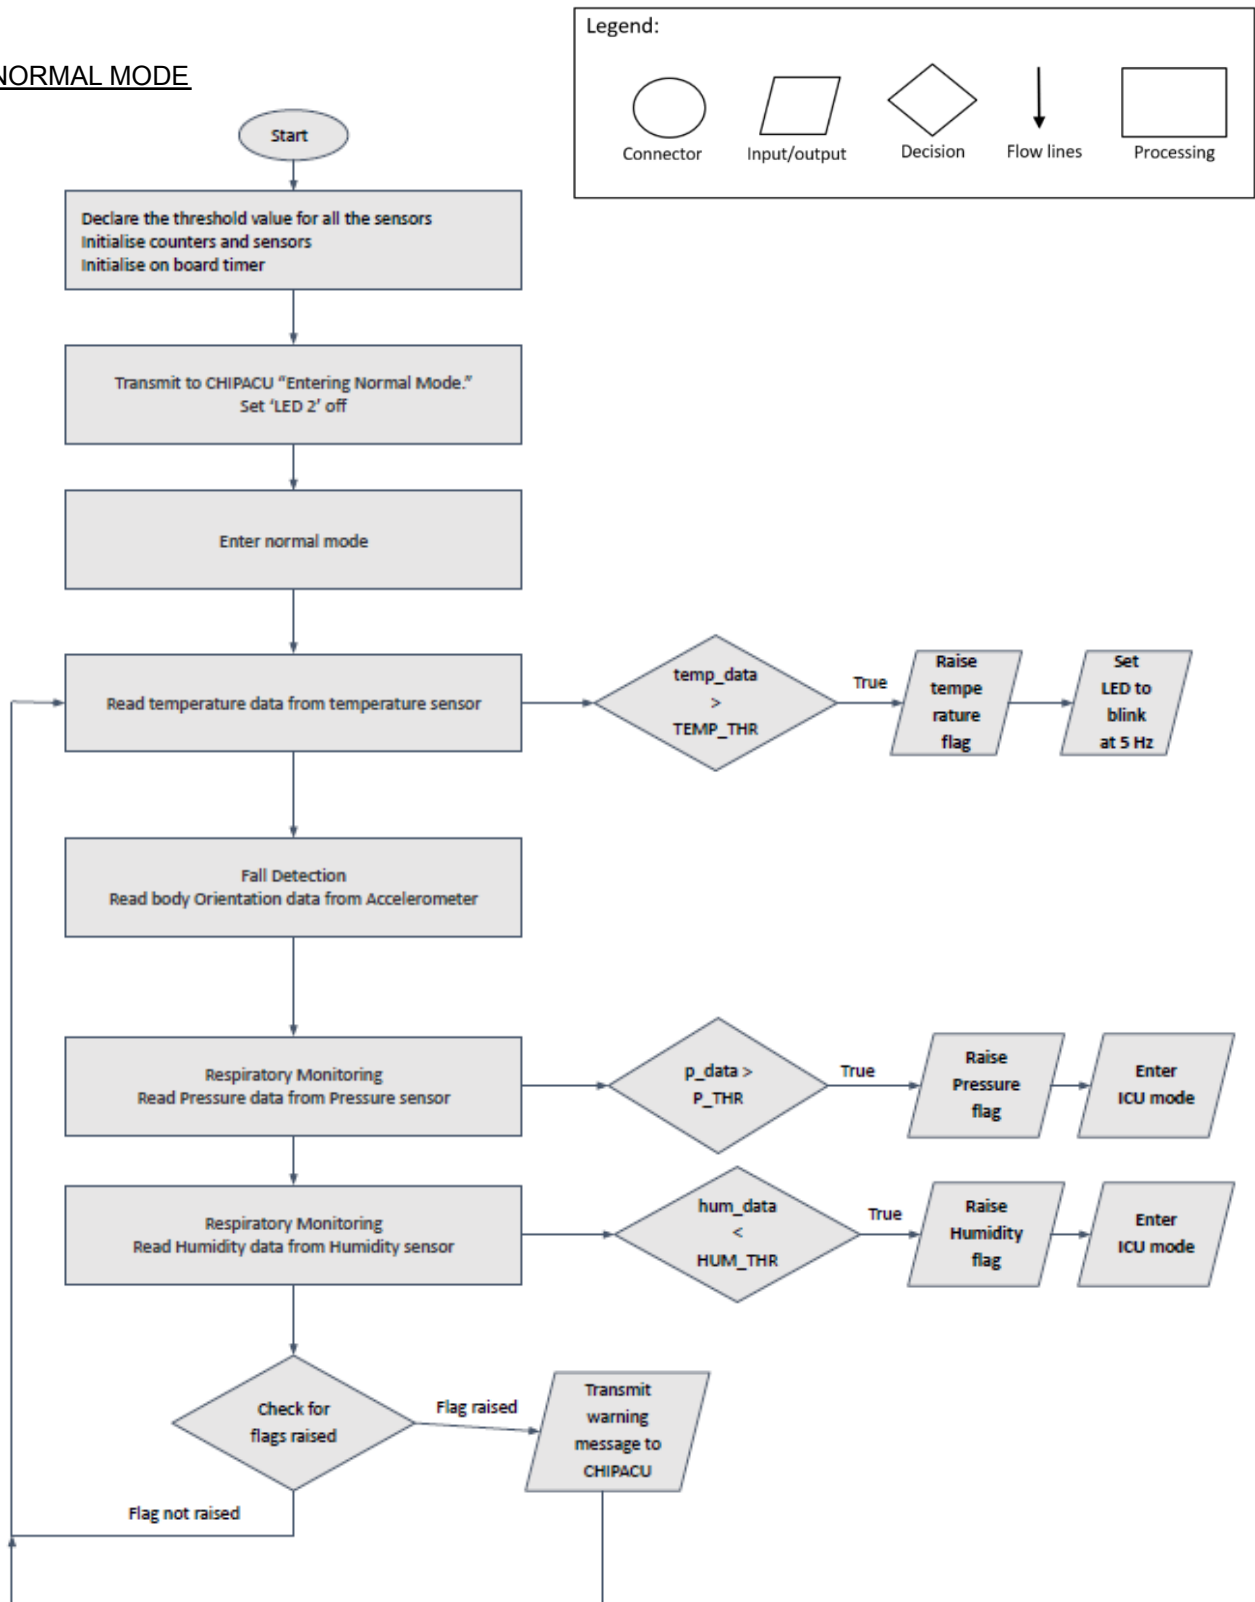 Legend:
Connector
Input/output
Decision
Flow lines
Processing
NORMAL MODE
Start
Declare the threshold value for all the sensors
Initialise counters and sensors
Initialise on board timer
Transmit to CHIPACU “Entering Normal Mode.”
Set ‘LED 2’ off
Enter normal mode
Read temperature data from temperature sensor
temp_data
>
TEMP_THR
True
Raise
tempe
rature
flag
Set
LED to
blink
at 5 Hz
Fall Detection
Read body Orientation data from Accelerometer
Respiratory Monitoring
Read Pressure data from Pressure sensor
p_data >
P_THR
True
Raise
Pressure
flag
Enter
ICU mode
Respiratory Monitoring
Read Humidity data from Humidity sensor
hum_data
<
HUM_THR
True
Raise
Humidity
flag
Enter
ICU mode
Check for
flags raised
Flag raised
Transmit
warning
message to
CHIPACU
Flag not raised